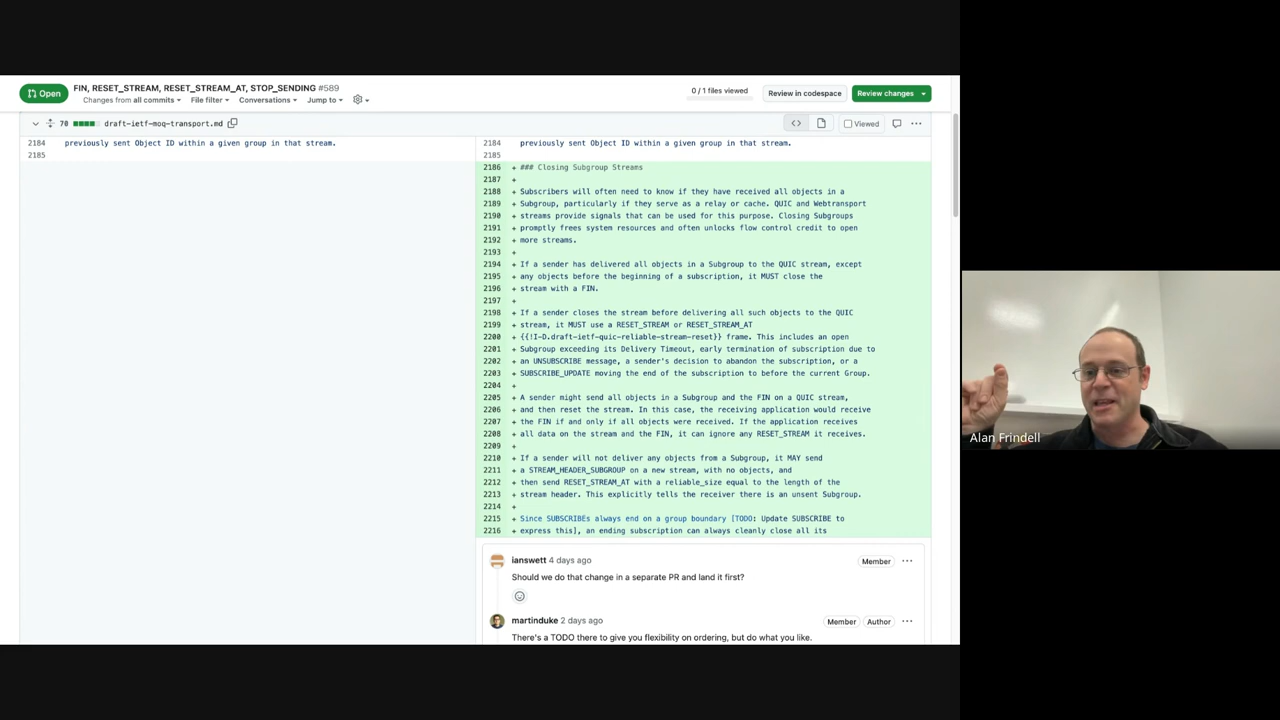 Open
FIN, RESET_STREAM, RESET_STREAM_AT, STOP_SENDING #589
Changes from all commits
File filter
Conversations
Jump to
0 / 1 files viewed
Review in codespace
Review changes
70
draft-ietf-moq-transport.md
Viewed
2184 previously sent Object ID within a given group in that stream.
2185
2184 previously sent Object ID within a given group in that stream.
2185
2186 + ### Closing Subgroup Streams
2187 +
2188 + Subscribers will often need to know if they have received all objects in a
2189 + Subgroup, particularly if they serve as a relay or cache. QUIC and Webtransport
2190 + streams provide signals that can be used for this purpose. Closing Subgroups
2191 + promptly frees system resources and often unlocks flow control credit to open
2192 + more streams.
2193 +
2194 + If a sender has delivered all objects in a Subgroup to the QUIC stream, except
2195 + any objects before the beginning of a subscription, it MUST close the
2196 + stream with a FIN.
2197 +
2198 + If a sender closes the stream before delivering all such objects to the QUIC
2199 + stream, it MUST use a RESET_STREAM or RESET_STREAM_AT
2200 + {{!I-D.draft-ietf-quic-reliable-stream-reset}} frame. This includes an open
2201 + Subgroup exceeding its Delivery Timeout, early termination of subscription due to
2202 + an UNSUBSCRIBE message, a sender's decision to abandon the subscription, or a
2203 + SUBSCRIBE_UPDATE moving the end of the subscription to before the current Group.
2204 +
2205 + A sender might send all objects in a Subgroup and the FIN on a QUIC stream,
2206 + and then reset the stream. In this case, the receiving application would receive
2207 + the FIN if and only if all objects were received. If the application receives
2208 + all data on the stream and the FIN, it can ignore any RESET_STREAM it receives.
2209 +
2210 + If a sender will not deliver any objects from a Subgroup, it MAY send
2211 + a STREAM_HEADER_SUBGROUP on a new stream, with no objects, and
2212 + then send RESET_STREAM_AT with a reliable_size equal to the length of the
2213 + stream header. This explicitly tells the receiver there is an unsent Subgroup.
2214 +
2215 + Since SUBSCRIBEs always end on a group boundary [TODO: Update SUBSCRIBE to
2216 + express this], an ending subscription can always cleanly close all its
ianswett 4 days ago
Member
Should we do that change in a separate PR and land it first?
martinduke 2 days ago
Member
Author
There's a TODO there to give you flexibility on ordering, but do what you like.
Alan Frindell